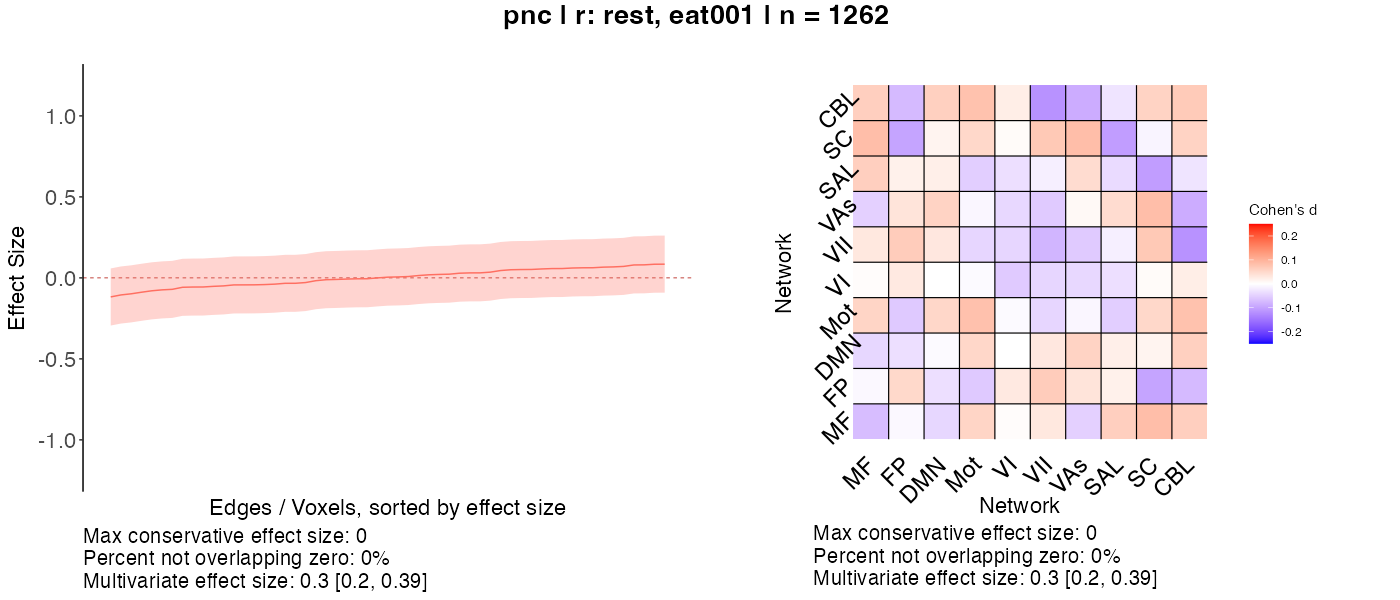 pnc | r: rest, eat001 | n = 1262
Effect Size
1.0
0.5
0.0
-0.5
-1.0
Edges / Voxels, sorted by effect size
Max conservative effect size: 0
Percent not overlapping zero: 0%
Multivariate effect size: 0.3 [0.2, 0.39]
Network
CBL
SC
SAL
VAs
VII
VI
Mot
DMN
FP
MF
MF
FP
DMN
Mot
VI
VII
VAs
SAL
SC
CBL
Network
Max conservative effect size: 0
Percent not overlapping zero: 0%
Multivariate effect size: 0.3 [0.2, 0.39]
Cohen's d
0.2
0.1
0.0
-0.1
-0.2